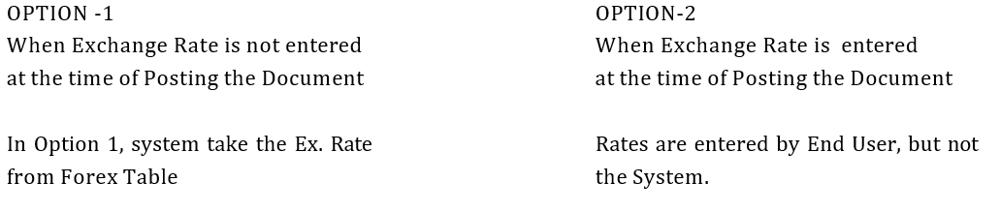 OPTION -1
When Exchange Rate is not entered
at the time of Posting the Document
In Option 1, system take the Ex. Rate
from Forex Table
OPTION-2
When Exchange Rate is  entered
at the time of Posting the Document
Rates are entered by End User, but not
the System.